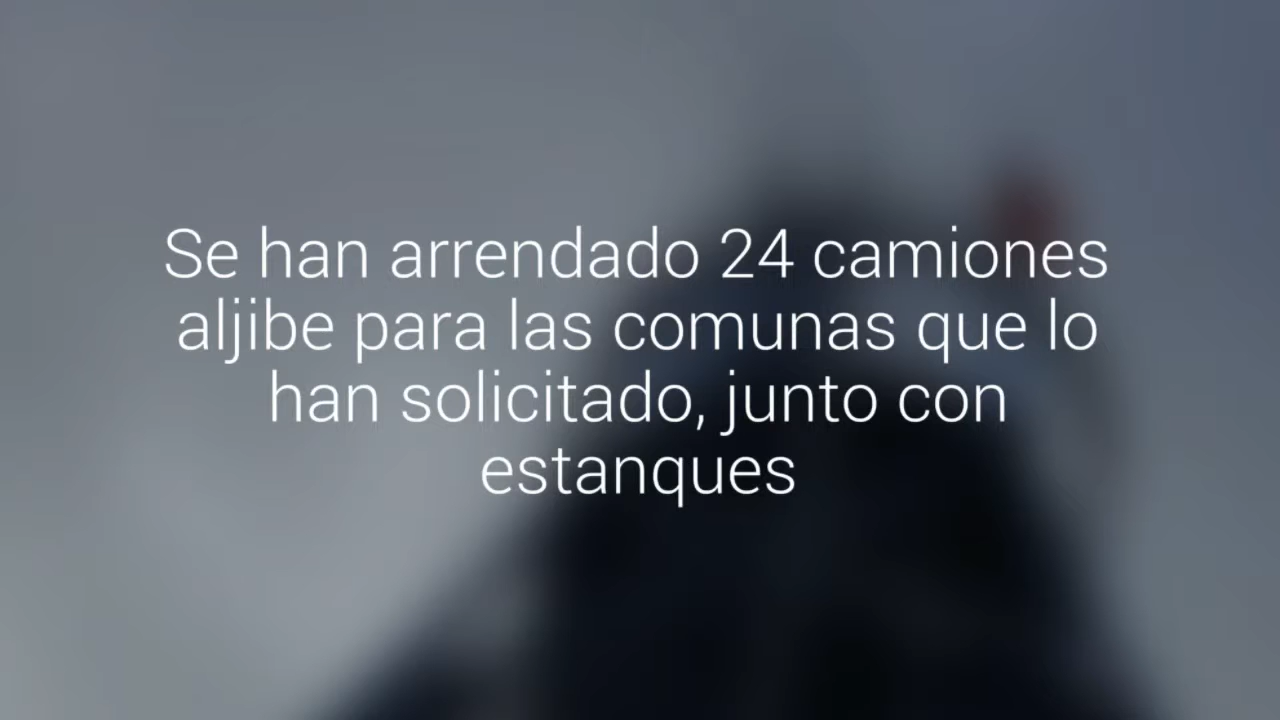 Se han arrendado 24 camiones
aljibe para las comunas que lo
han solicitado, junto con
estanques